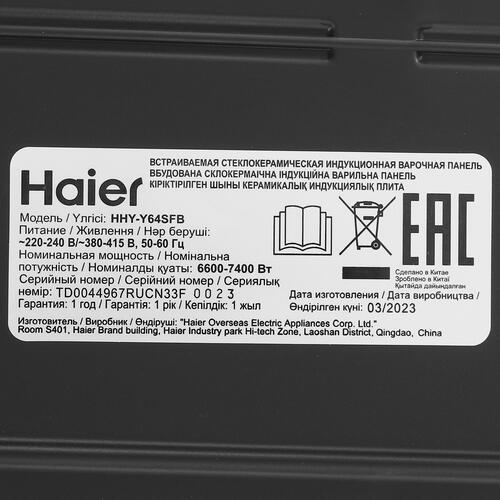 Haier
ВСТРАИВАЕМАЯ СТЕКЛОКЕРАМИЧЕСКАЯ ИНДУКЦИОННАЯ ВАРОЧНАЯ ПАНЕЛЬ
ВБУДОВАНА СКЛОКЕРМАІЧНА ІНДУКЦІЙНА ВАРИЛЬНА ПАНЕЛЬ
КІРІКТІРІЛГЕН ШЫНЫ КЕРАМИКАЛЫҚ ИНДУКЦИЯЛЫҚ ПЛИТА
Модель / Үлгісі: HHY-Y64SFB
Питание / Живлення / Нәр беруші:
~220-240 В/~380-415 В, 50-60 Гц
Номинальная мощность / Номінальна
потужність / Номиналды қуаты: 6600-7400 Вт
Серийный номер / Серійний номер / Сериялық
нөмір: TD0044967RUCN33F 0023
Гарантия: 1 год / Гарантія: 1 рік / Кепілдік: 1 жыл
EAC
Сделано в Китае
Зроблено в Китаї
Қытайда дайындалған
Дата изготовления / Дата виробництва /
Өндірілген күні: 03/2023
Изготовитель / Виробник / Өндіруші: "Haier Overseas Electric Appliances Corp. Ltd."
Room S401, Haier Brand building, Haier Industry park Hi-tech Zone, Laoshan District, Qingdao, China